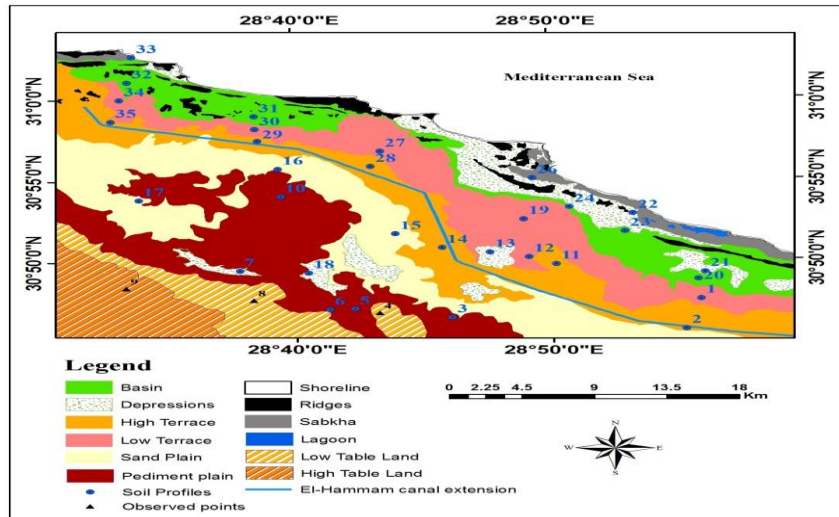 28°40'0"E 28°50'0"E
Mediterranean Sea
31°0'0"N 31°0'0"N
30°55'0"N 30°55'0"N
30°50'0"N 30°50'0"N
33
32
34
31
35
30
29
27
28
16
17
10
26
24
22
19
23
15
14
13
12
11
21
20
7
18
9
8
6
5
4
3
1
2
28°40'0"E 28°50'0"E
Legend
Basin
Depressions
High Terrace
Low Terrace
Sand Plain
Pediment plain
Soil Profiles
Observed points
Shoreline
Ridges
Sabkha
Lagoon
Low Table Land
High Table Land
El-Hammam canal extension
0 2.25 4.5 9 13.5 18
Km
N
W E
S